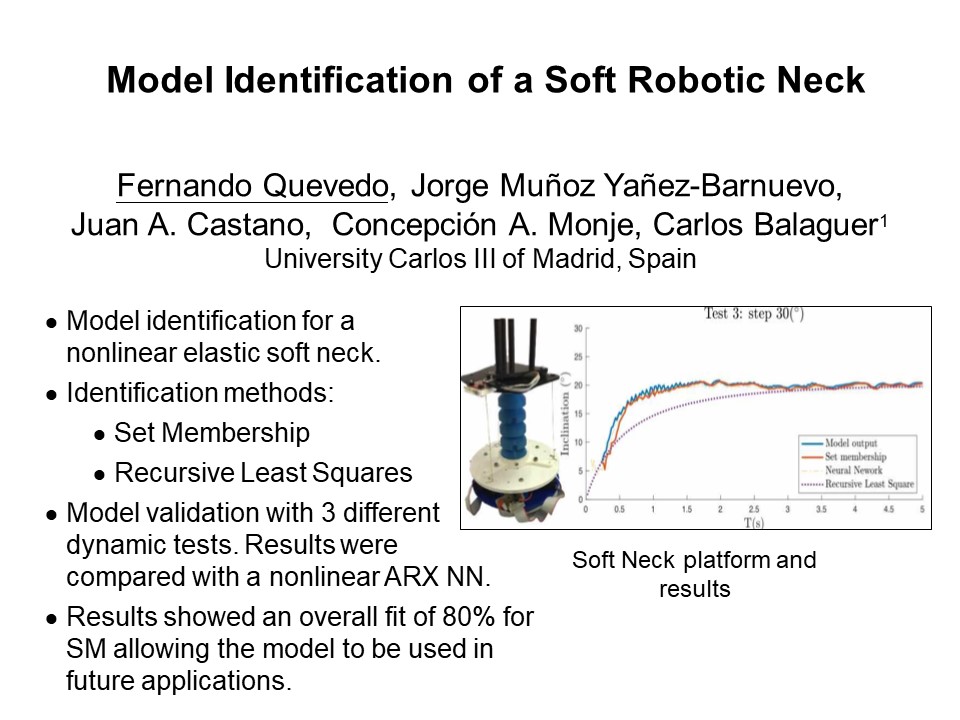 Model Identification of a Soft Robotic Neck
Fernando Quevedo, Jorge Muñoz Yañez-Barnuevo,
Juan A. Castano, Concepción A. Monje, Carlos Balaguer1
University Carlos III of Madrid, Spain
• Model identification for a
nonlinear elastic soft neck.
• Identification methods:
• Set Membership
• Recursive Least Squares
• Model validation with 3 different
dynamic tests. Results were
compared with a nonlinear ARX NN.
• Results showed an overall fit of 80% for
SM allowing the model to be used in
future applications.
Test 3: step 30(°)
Inclination (°)
30
25
20
15
10
5
0
0 0.5 1 1.5 2 2.5 3 3.5 4 4.5 5
T(s)
Model output
Set membership
Neural Nework
Recursive Least Square
Soft Neck platform and
results